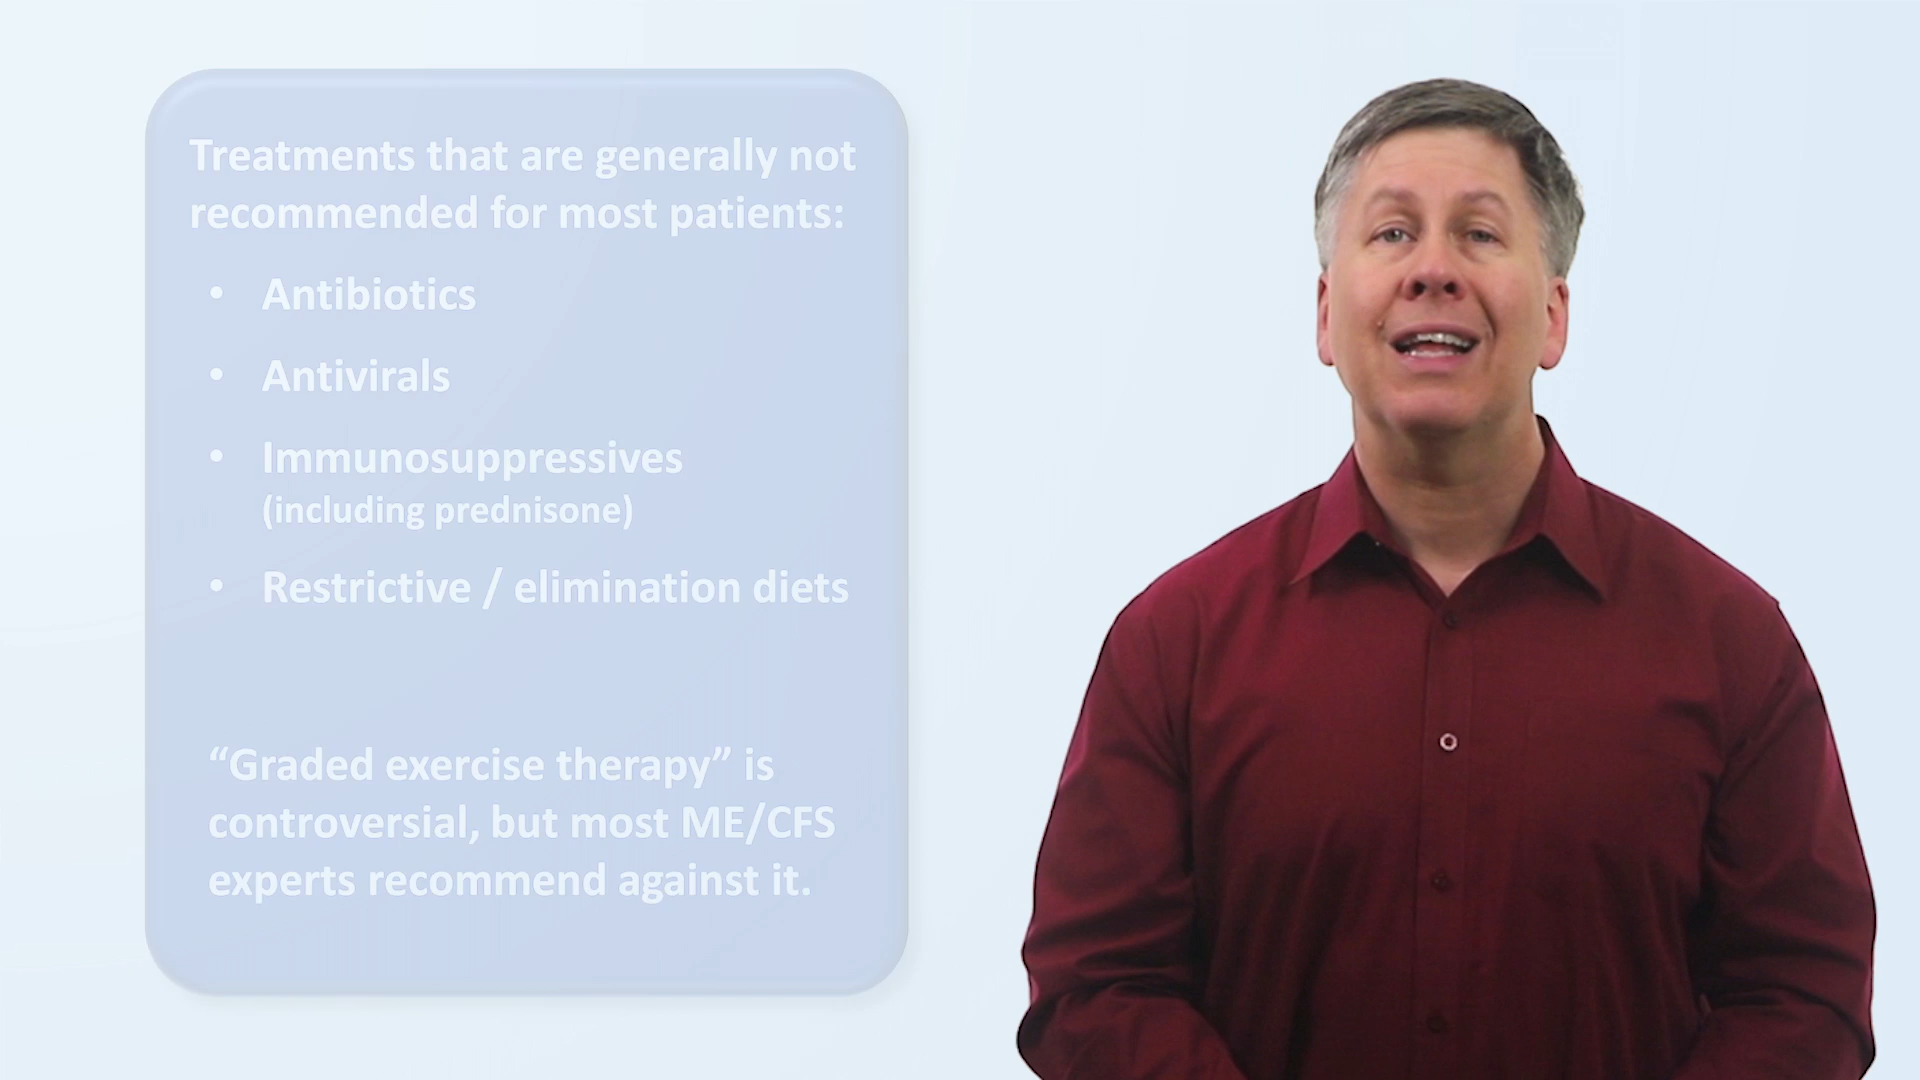 Treatments that are generally not
recommended for most patients:
• Antibiotics
• Antivirals
• Immunosuppressives
(including prednisone)
• Restrictive / elimination diets
“Graded exercise therapy” is
controversial, but most ME/CFS
experts recommend against it.